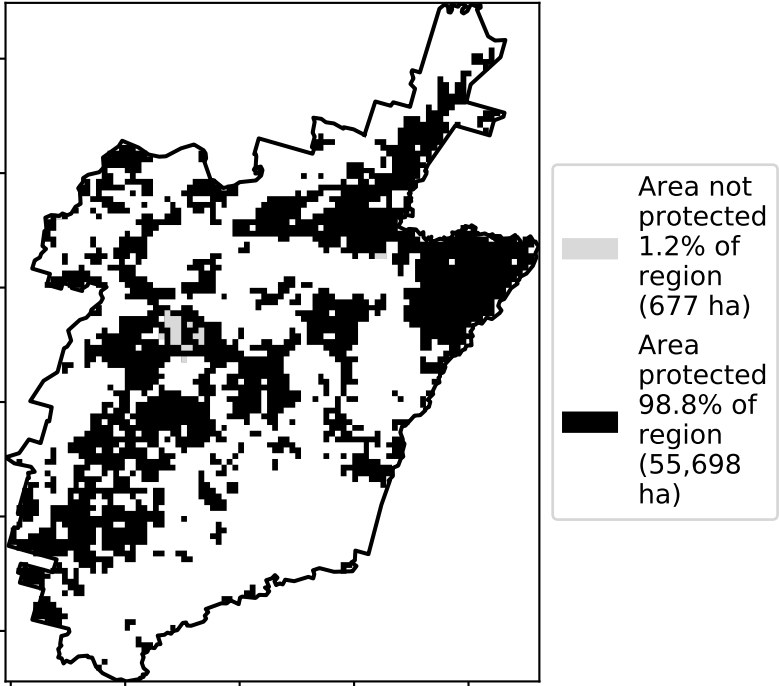 Area not
protected
1.2% of
region
(677 ha)
Area
protected
98.8% of
region
(55,698
ha)